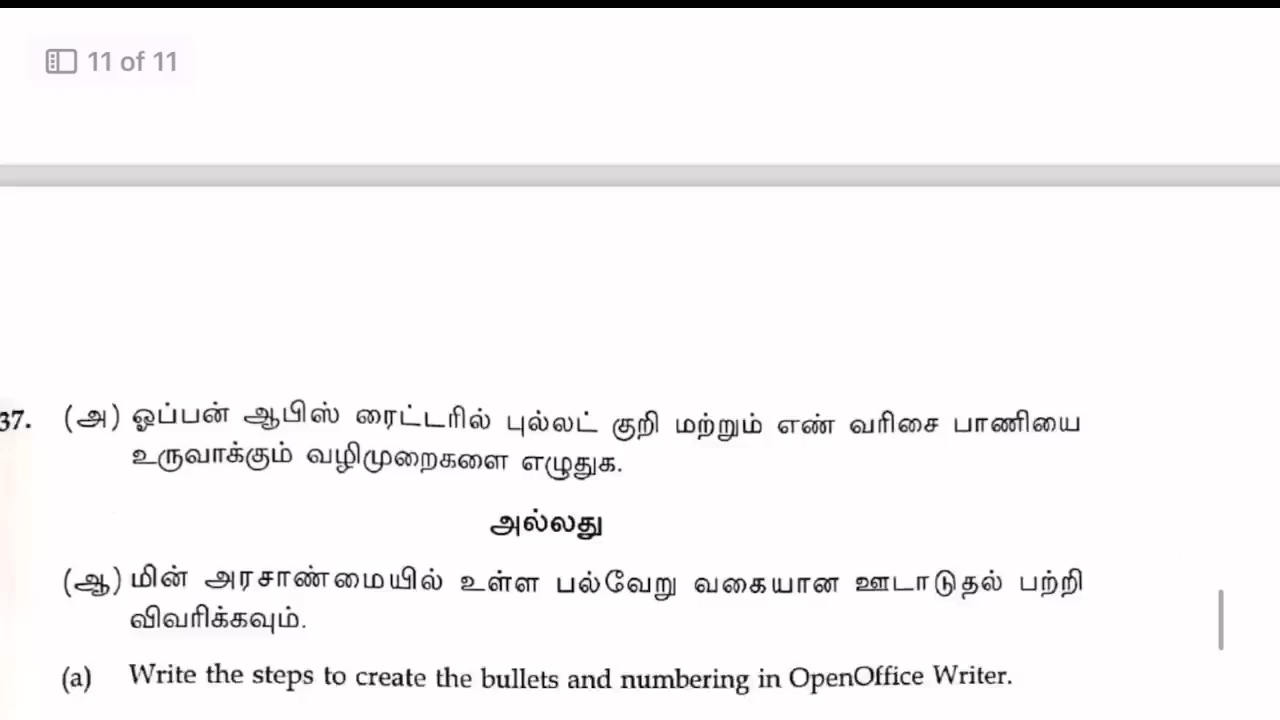 11 of 11
37. (அ) ஓப்பன் ஆபிஸ் ரைட்டரில் புல்லட் குறி மற்றும் எண் வரிசை பாணியை
உருவாக்கும் வழிமுறைகளை எழுதுக.
அல்லது
(ஆ) மின் அரசாண்மையில் உள்ள பல்வேறு வகையான ஊடாடுதல் பற்றி
விவரிக்கவும்.
(a) Write the steps to create the bullets and numbering in OpenOffice Writer.